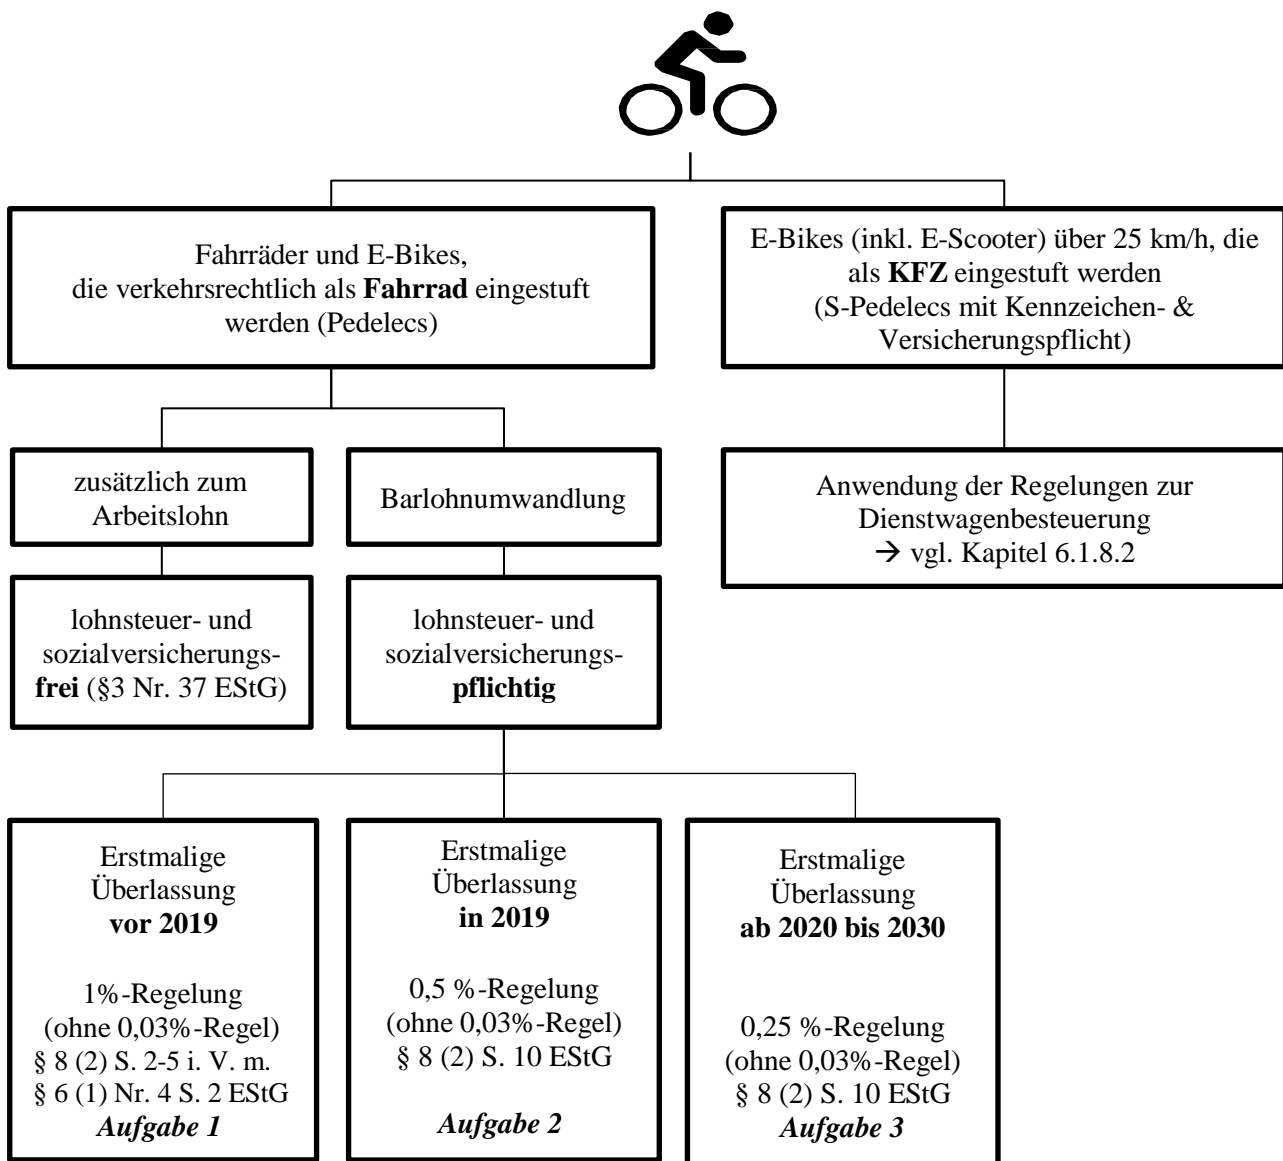 Fahrräder und E-Bikes,
die verkehrsrechtlich als Fahrrad eingestuft
werden (Pedelecs)
E-Bikes (inkl. E-Scooter) über 25 km/h, die
als KFZ eingestuft werden
(S-Pedelecs mit Kennzeichen- &
Versicherungspflicht)
zusätzlich zum
Arbeitslohn
Barlohnumwandlung
Anwendung der Regelungen zur
Dienstwagenbesteuerung
→ vgl. Kapitel 6.1.8.2
lohnsteuer- und
sozialversicherungs-
frei (§3 Nr. 37 EStG)
lohnsteuer- und
sozialversicherungs-
pflichtig
Erstmalige
Überlassung
vor 2019
1%-Regelung
(ohne 0,03%-Regel)
§ 8 (2) S. 2-5 i. V. m.
§ 6 (1) Nr. 4 S. 2 EStG
Aufgabe 1
Erstmalige
Überlassung
in 2019
0,5 %-Regelung
(ohne 0,03%-Regel)
§ 8 (2) S. 10 EStG
Aufgabe 2
Erstmalige
Überlassung
ab 2020 bis 2030
0,25 %-Regelung
(ohne 0,03%-Regel)
§ 8 (2) S. 10 EStG
Aufgabe 3